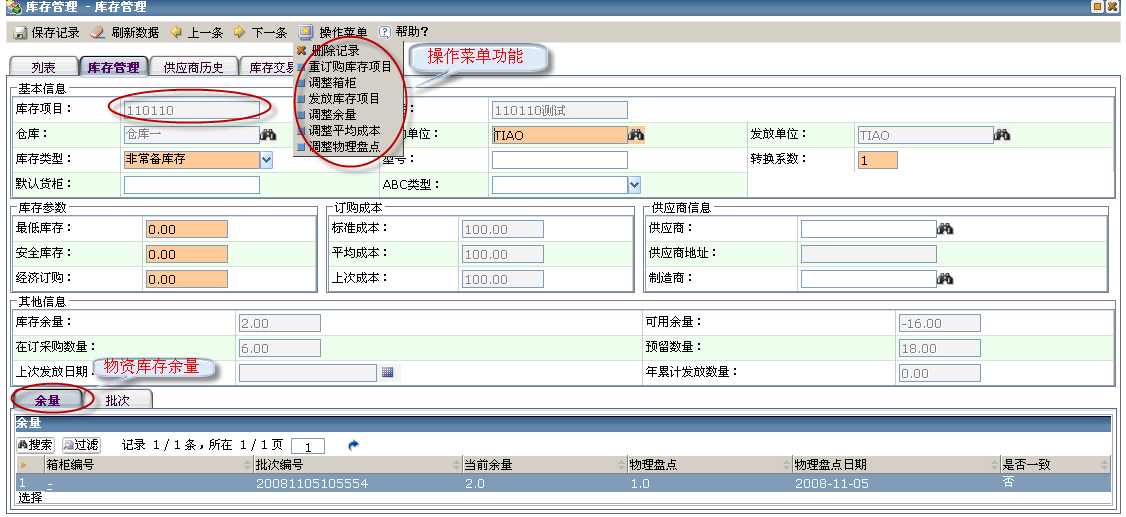 库存管理 - 库存管理
保存记录 刷新数据 上一条 下一条 操作菜单 帮助?
删除记录
重订购库存项目
调整箱柜
发放库存项目
调整余量
调整平均成本
调整物理盘点
操作菜单功能
列表 库存管理 供应商历史 库存交易
基本信息
库存项目: 110110 110110测试
仓库: 仓库一 单位: TIAO 发放单位: TIAO
库存类型: 非常备库存 型号: 转换系数: 1
默认货柜: ABC类型:
库存参数 订购成本 供应商信息
最低库存: 0.00 标准成本: 100.00 供应商:
安全库存: 0.00 平均成本: 100.00 供应商地址:
经济订购: 0.00 上次成本: 100.00 制造商:
其他信息
库存余量: 2.00 可用余量: -16.00
在订采购数量: 6.00 预留数量: 18.00
上次发放日期: 年累计发放数量: 0.00
物资库存余量
余量 批次
余量
搜索 过滤 记录 1 / 1 条,所在 1 / 1 页 1
箱柜编号 批次编号 当前余量 物理盘点 物理盘点日期 是否一致
1 - 20081105105554 2.0 1.0 2008-11-05 否
选择